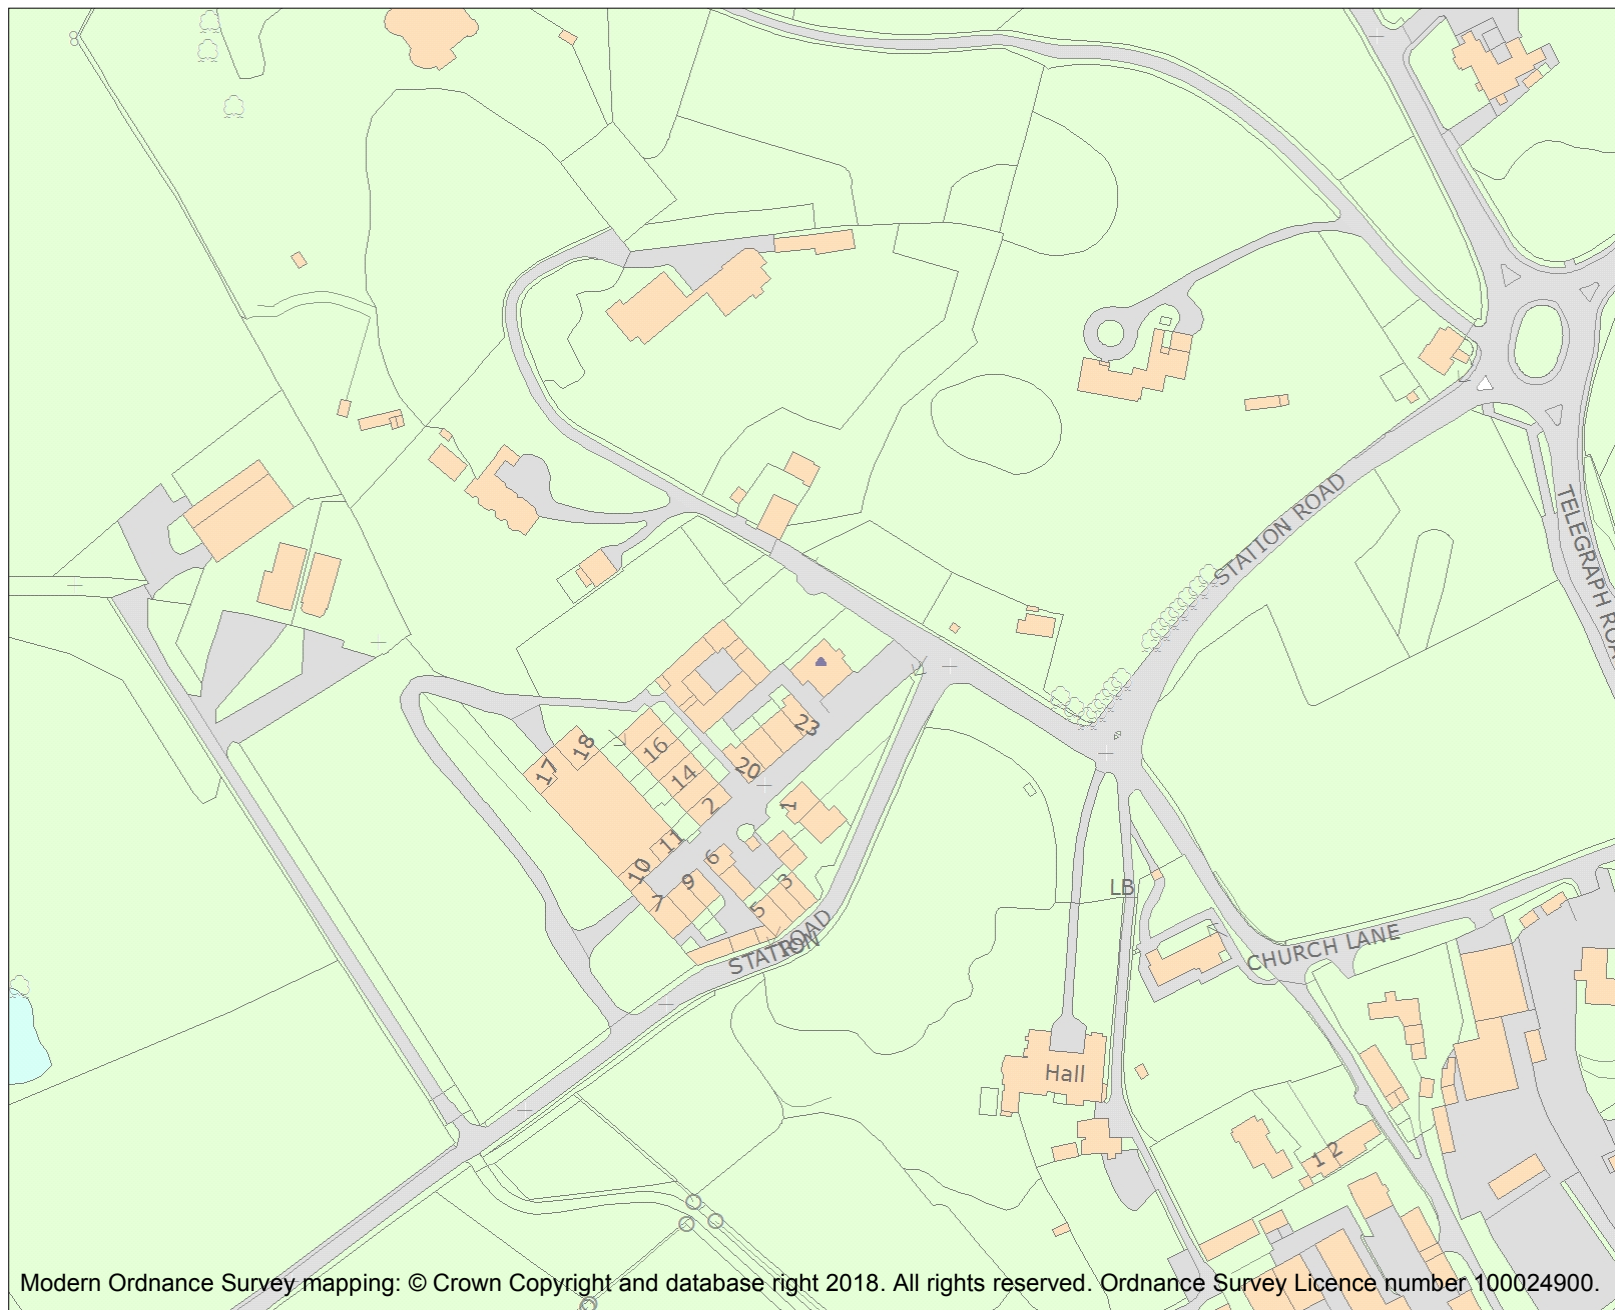 STATION ROAD
TELEGRAPH ROA
23
18
16
17
20
14
2
1
11
10
6
9
3
7
5
LB
STATION
ROAD
CHURCH LANE
Hall
1 2
Modern Ordnance Survey mapping: © Crown Copyright and database right 2018. All rights reserved. Ordnance Survey Licence number 100024900.